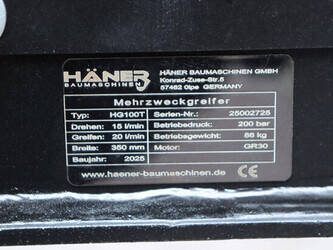 HÄNER
BAUMASCHINEN
HÄNER BAUMASCHINEN GMBH
Konrad-Zuse-Str.5
57462 Olpe GERMANY
Mehrzweckgreifer
Typ: HG100T Serien-Nr.: 25002725
Drehen: 15 l/min Betriebedruck: 200 bar
Greifen: 20 l/min Betriebsgewicht: 85 kg
Breite: 350 mm Motor: GR30
Baujahr: 2025
www.haener-baumaschinen.de CE